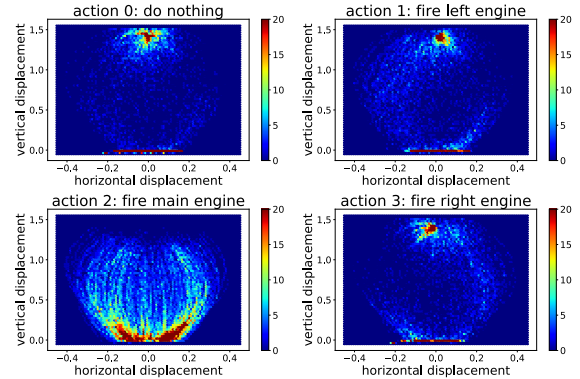 action 0: do nothing
vertical displacement
1.5
1.0
0.5
0.0
−0.4 −0.2 0.0 0.2 0.4
horizontal displacement
20
15
10
5
0
action 1: fire left engine
vertical displacement
1.5
1.0
0.5
0.0
−0.4 −0.2 0.0 0.2 0.4
horizontal displacement
20
15
10
5
0
action 2: fire main engine
vertical displacement
1.5
1.0
0.5
0.0
−0.4 −0.2 0.0 0.2 0.4
horizontal displacement
20
15
10
5
0
action 3: fire right engine
vertical displacement
1.5
1.0
0.5
0.0
−0.4 −0.2 0.0 0.2 0.4
horizontal displacement
20
15
10
5
0